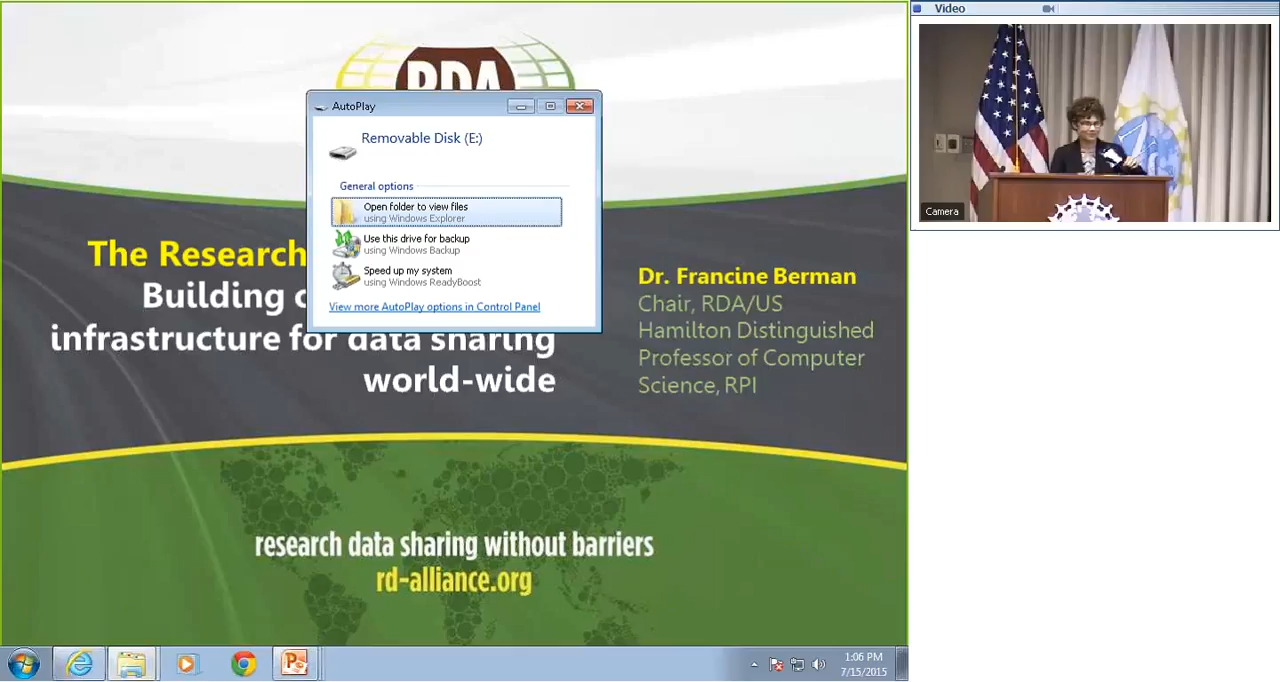 RDA
AutoPlay
Removable Disk (E:)
General options
Open folder to view files
using Windows Explorer
Use this drive for backup
using Windows Backup
Speed up my system
using Windows ReadyBoost
View more AutoPlay options in Control Panel
The Research
Building
infrastructure for data sharing
world-wide
Dr. Francine Berman
Chair, RDA/US
Hamilton Distinguished
Professor of Computer
Science, RPI
research data sharing without barriers
rd-alliance.org
1:06 PM
7/15/2015
Video
Camera